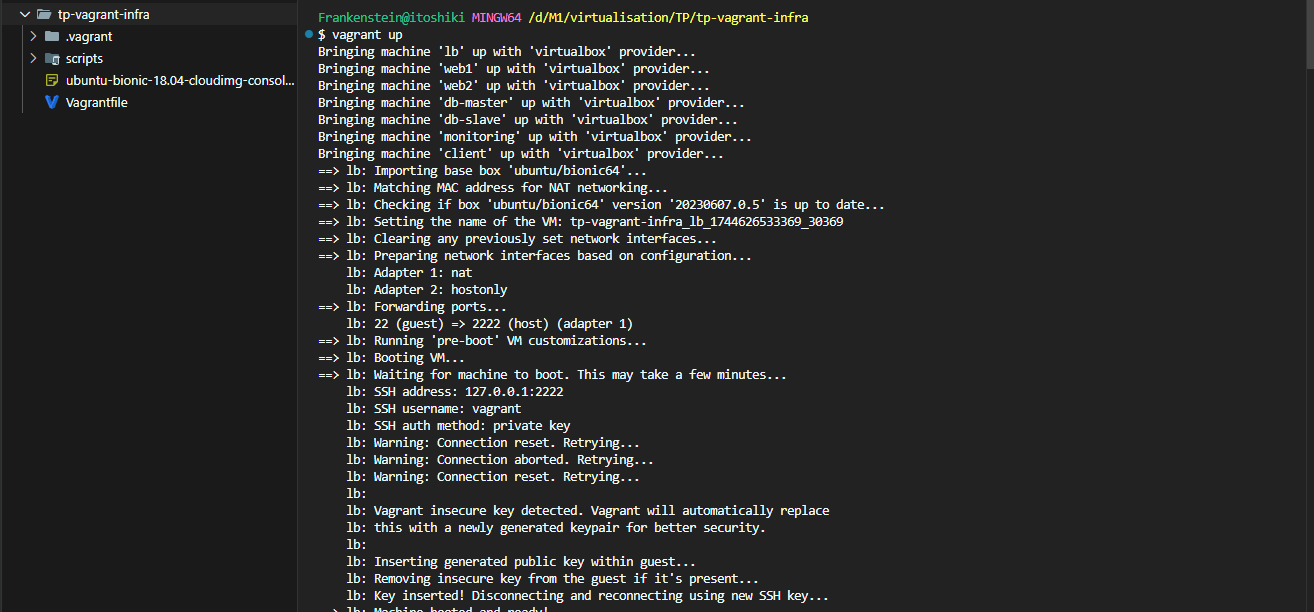 tp-vagrant-infra
.vagrant
scripts
ubuntu-bionic-18.04-cloudimg-consol...
Vagrantfile
Frankenstein@itoshiki MINGW64 /d/M1/virtualisation/TP/tp-vagrant-infra
$ vagrant up
Bringing machine 'lb' up with 'virtualbox' provider...
Bringing machine 'web1' up with 'virtualbox' provider...
Bringing machine 'web2' up with 'virtualbox' provider...
Bringing machine 'db-master' up with 'virtualbox' provider...
Bringing machine 'db-slave' up with 'virtualbox' provider...
Bringing machine 'monitoring' up with 'virtualbox' provider...
Bringing machine 'client' up with 'virtualbox' provider...
==> lb: Importing base box 'ubuntu/bionic64'...
==> lb: Matching MAC address for NAT networking...
==> lb: Checking if box 'ubuntu/bionic64' version '20230607.0.5' is up to date...
==> lb: Setting the name of the VM: tp-vagrant-infra_lb_1744626533369_30369
==> lb: Clearing any previously set network interfaces...
==> lb: Preparing network interfaces based on configuration...
lb: Adapter 1: nat
lb: Adapter 2: hostonly
==> lb: Forwarding ports...
lb: 22 (guest) => 2222 (host) (adapter 1)
==> lb: Running 'pre-boot' VM customizations...
==> lb: Booting VM...
==> lb: Waiting for machine to boot. This may take a few minutes...
lb: SSH address: 127.0.0.1:2222
lb: SSH username: vagrant
lb: SSH auth method: private key
lb: Warning: Connection reset. Retrying...
lb: Warning: Connection aborted. Retrying...
lb: Warning: Connection reset. Retrying...
lb:
lb: Vagrant insecure key detected. Vagrant will automatically replace
lb: this with a newly generated keypair for better security.
lb:
lb: Inserting generated public key within guest...
lb: Removing insecure key from the guest if it's present...
lb: Key inserted! Disconnecting and reconnecting using new SSH key...
==> lb: Machine booted and ready!